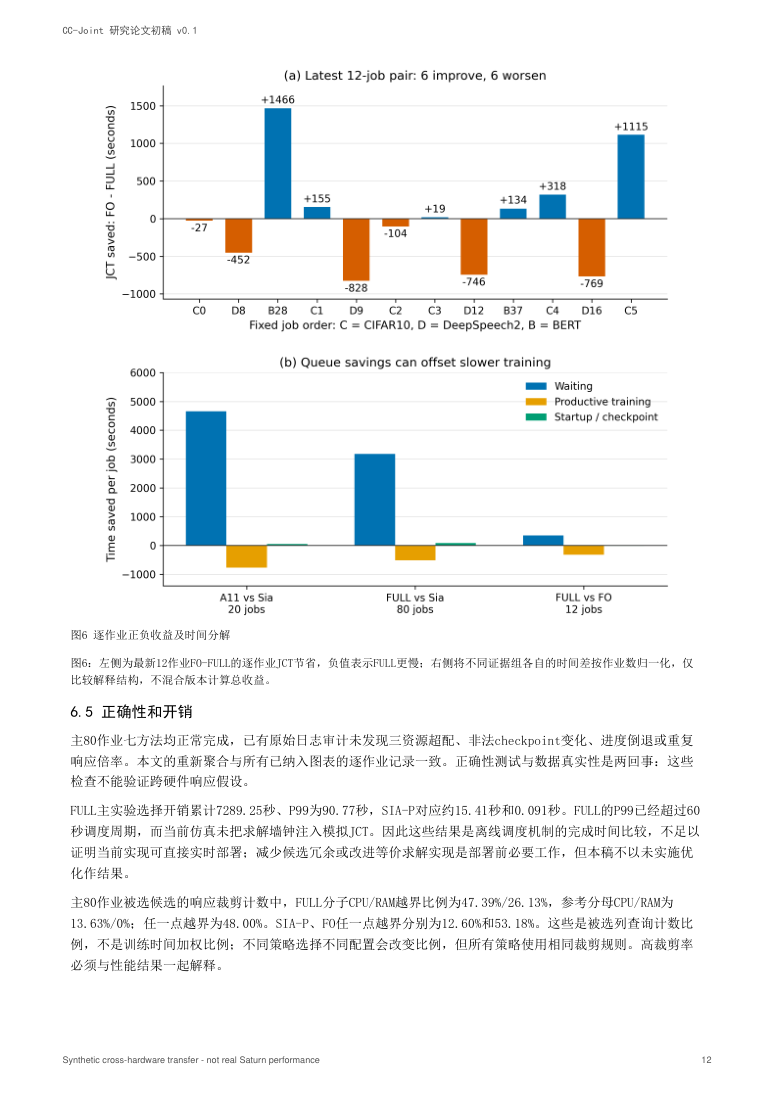 CC-Joint 研究论文初稿 v0.1
(a) Latest 12-job pair: 6 improve, 6 worsen
JCT saved: FO - FULL (seconds)
1500
1000
500
0
−500
−1000
-27
-452
+1466
+155
-828
-104
+19
-746
+134
+318
-769
+1115
C0 D8 B28 C1 D9 C2 C3 D12 B37 C4 D16 C5
Fixed job order: C = CIFAR10, D = DeepSpeech2, B = BERT
(b) Queue savings can offset slower training
Time saved per job (seconds)
6000
5000
4000
3000
2000
1000
0
−1000
Waiting
Productive training
Startup / checkpoint
A11 vs Sia
20 jobs
FULL vs Sia
80 jobs
FULL vs FO
12 jobs
图6 逐作业正负收益及时间分解
图6：左侧为最新12作业FO-FULL的逐作业JCT节省，负值表示FULL更慢；右侧将不同证据组各自的时间差按作业数归一化，仅
比较解释结构，不混合版本计算总收益。
6.5 正确性和开销
主80作业七方法均正常完成，已有原始日志审计未发现三资源超配、非法checkpoint变化、进度倒退或重复
响应倍率。本文的重新聚合与所有已纳入图表的逐作业记录一致。正确性测试与数据真实性是两回事：这些
检查不能验证跨硬件响应假设。
FULL主实验选择开销累计7289.25秒、P99为90.77秒，SIA-P对应约15.41秒和0.091秒。FULL的P99已经超过60
秒调度周期，而当前仿真未把求解墙钟注入模拟JCT。因此这些结果是离线调度机制的完成时间比较，不足以
证明当前实现可直接实时部署；减少候选冗余或改进等价求解实现是部署前必要工作，但本稿不以未实施优
化作结果。
主80作业被选候选的响应裁剪计数中，FULL分子CPU/RAM越界比例为47.39%/26.13%，参考分母CPU/RAM为
13.63%/0%；任一点越界为48.00%。SIA-P、FO任一点越界分别为12.60%和53.18%。这些是被选列查询计数比
例，不是训练时间加权比例；不同策略选择不同配置会改变比例，但所有策略使用相同裁剪规则。高裁剪率
必须与性能结果一起解释。
Synthetic cross-hardware transfer - not real Saturn performance
12